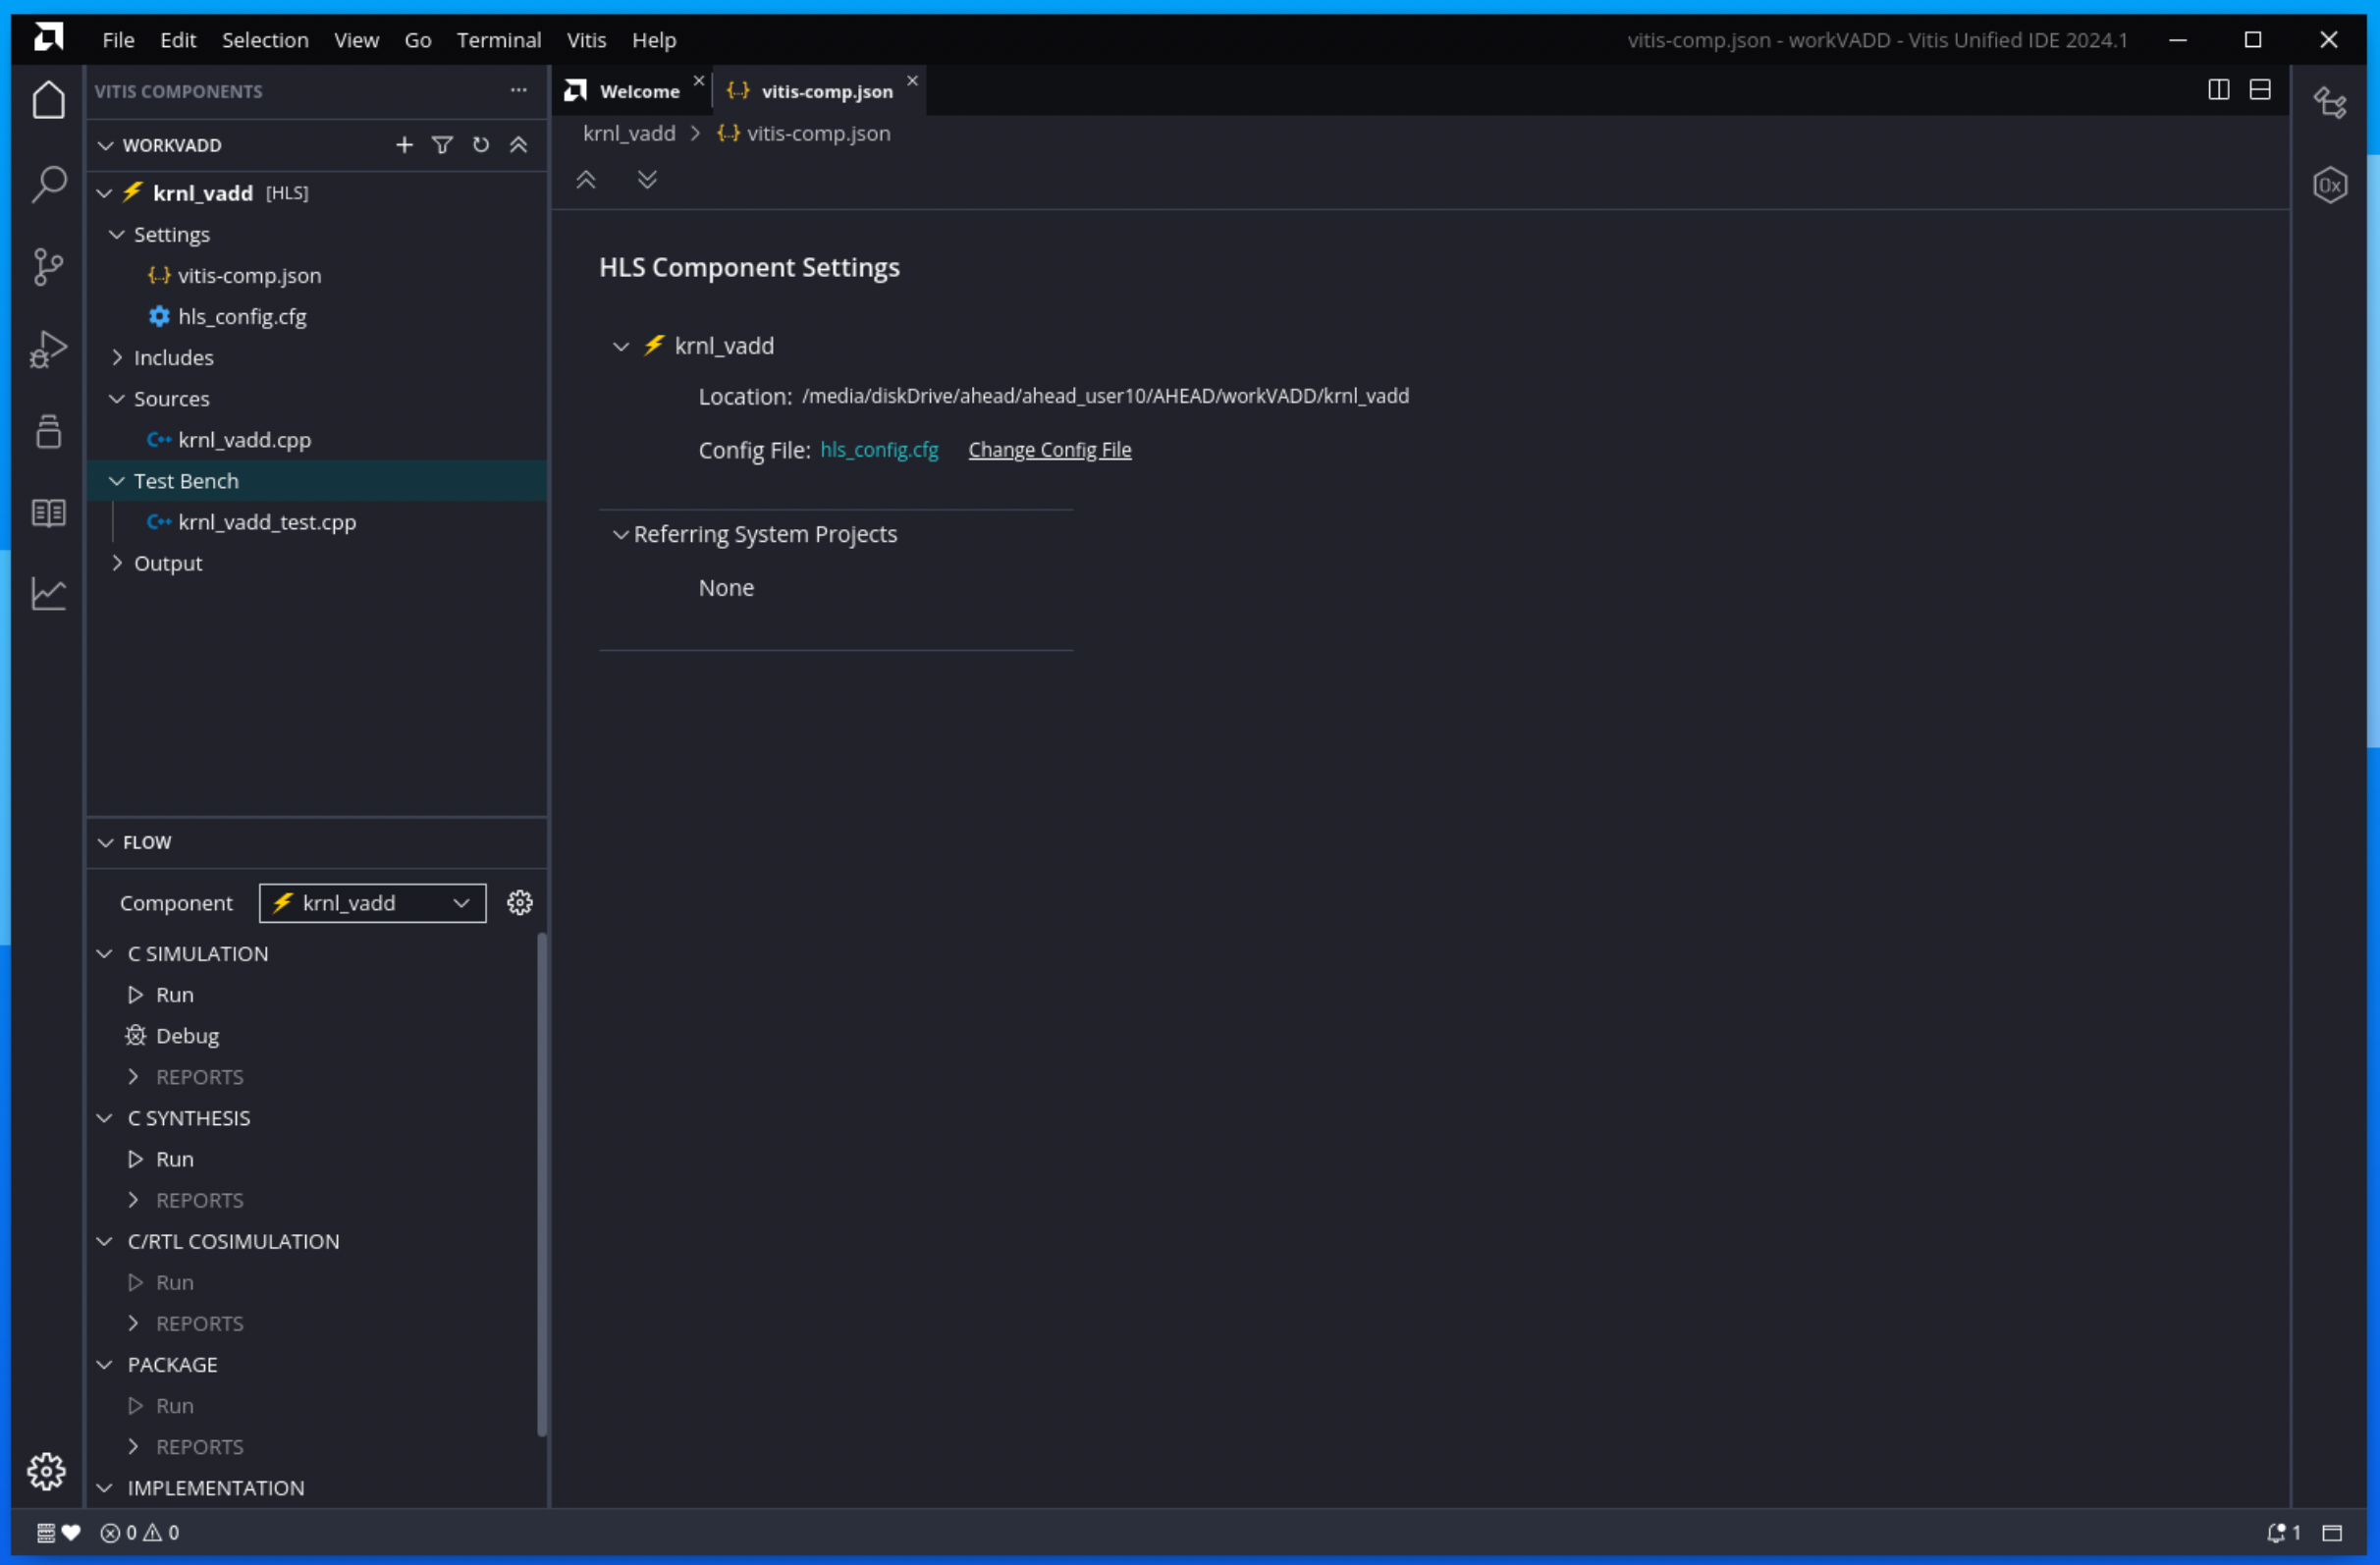 File Edit Selection View Go Terminal Vitis Help
vitis-comp.json - workVADD - Vitis Unified IDE 2024.1
VITIS COMPONENTS
WORKVADD
krnl_vadd [HLS]
Settings
{..} vitis-comp.json
hls_config.cfg
Includes
Sources
C++ krnl_vadd.cpp
Test Bench
C++ krnl_vadd_test.cpp
Output
FLOW
Component krnl_vadd
C SIMULATION
Run
Debug
REPORTS
C SYNTHESIS
Run
REPORTS
C/RTL COSIMULATION
Run
REPORTS
PACKAGE
Run
REPORTS
IMPLEMENTATION
Welcome {..} vitis-comp.json
krnl_vadd > {..} vitis-comp.json
HLS Component Settings
krnl_vadd
Location: /media/diskDrive/ahead/ahead_user10/AHEAD/workVADD/krnl_vadd
Config File: hls_config.cfg Change Config File
Referring System Projects
None
0x
0 0
1